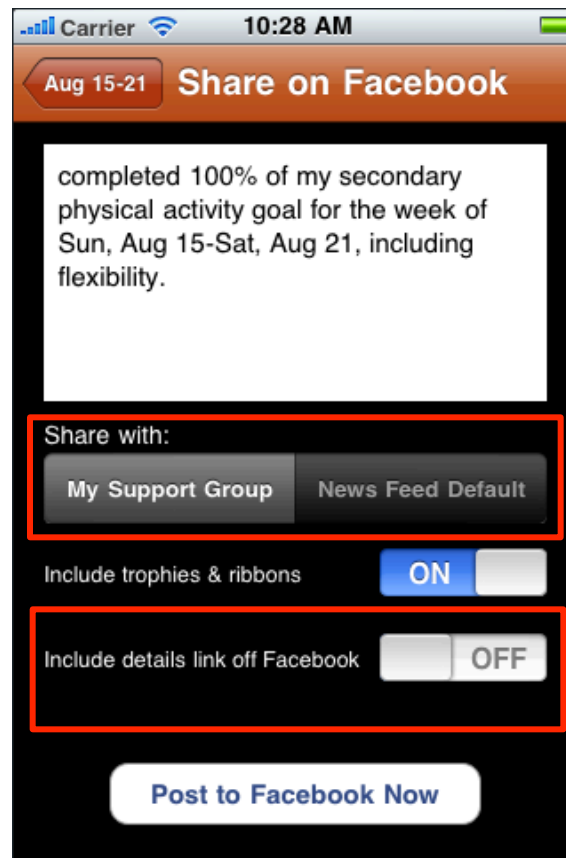 Carrier 10:28 AM
Aug 15-21 Share on Facebook
completed 100% of my secondary
physical activity goal for the week of
Sun, Aug 15-Sat, Aug 21, including
flexibility.
Share with:
My Support Group News Feed Default
Include trophies & ribbons ON
Include details link off Facebook OFF
Post to Facebook Now